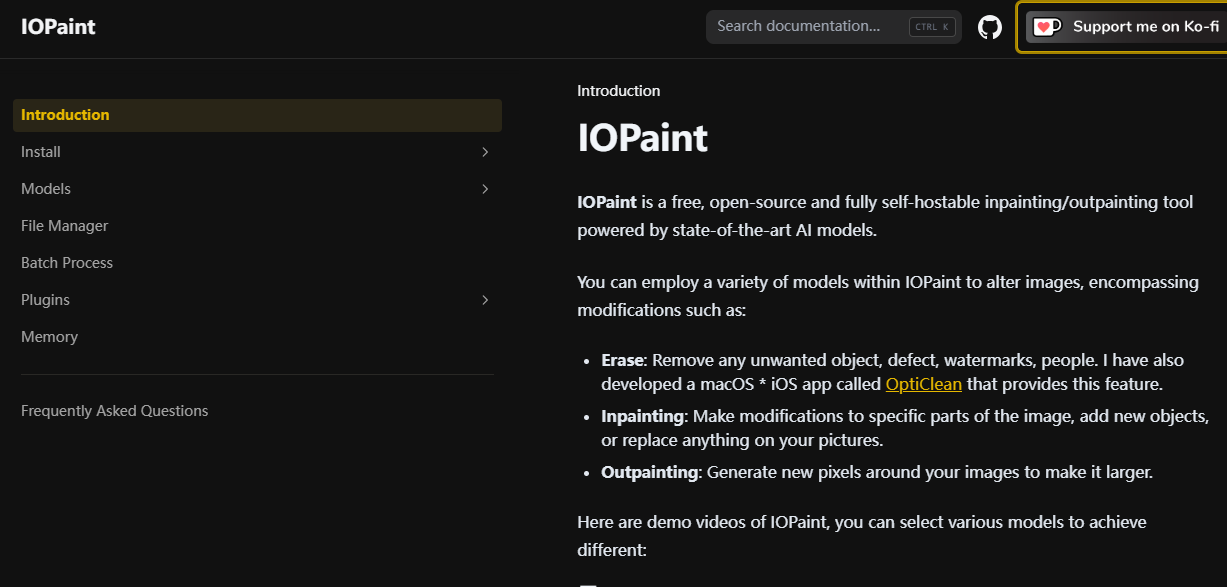 IOPaint
Search documentation...
CTRL K
Support me on Ko-fi
Introduction
Install
Models
File Manager
Batch Process
Plugins
Memory
Frequently Asked Questions
Introduction
IOPaint
IOPaint is a free, open-source and fully self-hostable inpainting/outpainting tool
powered by state-of-the-art AI models.
You can employ a variety of models within IOPaint to alter images, encompassing
modifications such as:
• Erase: Remove any unwanted object, defect, watermarks, people. I have also
developed a macOS * iOS app called OptiClean that provides this feature.
• Inpainting: Make modifications to specific parts of the image, add new objects,
or replace anything on your pictures.
• Outpainting: Generate new pixels around your images to make it larger.
Here are demo videos of IOPaint, you can select various models to achieve
different: